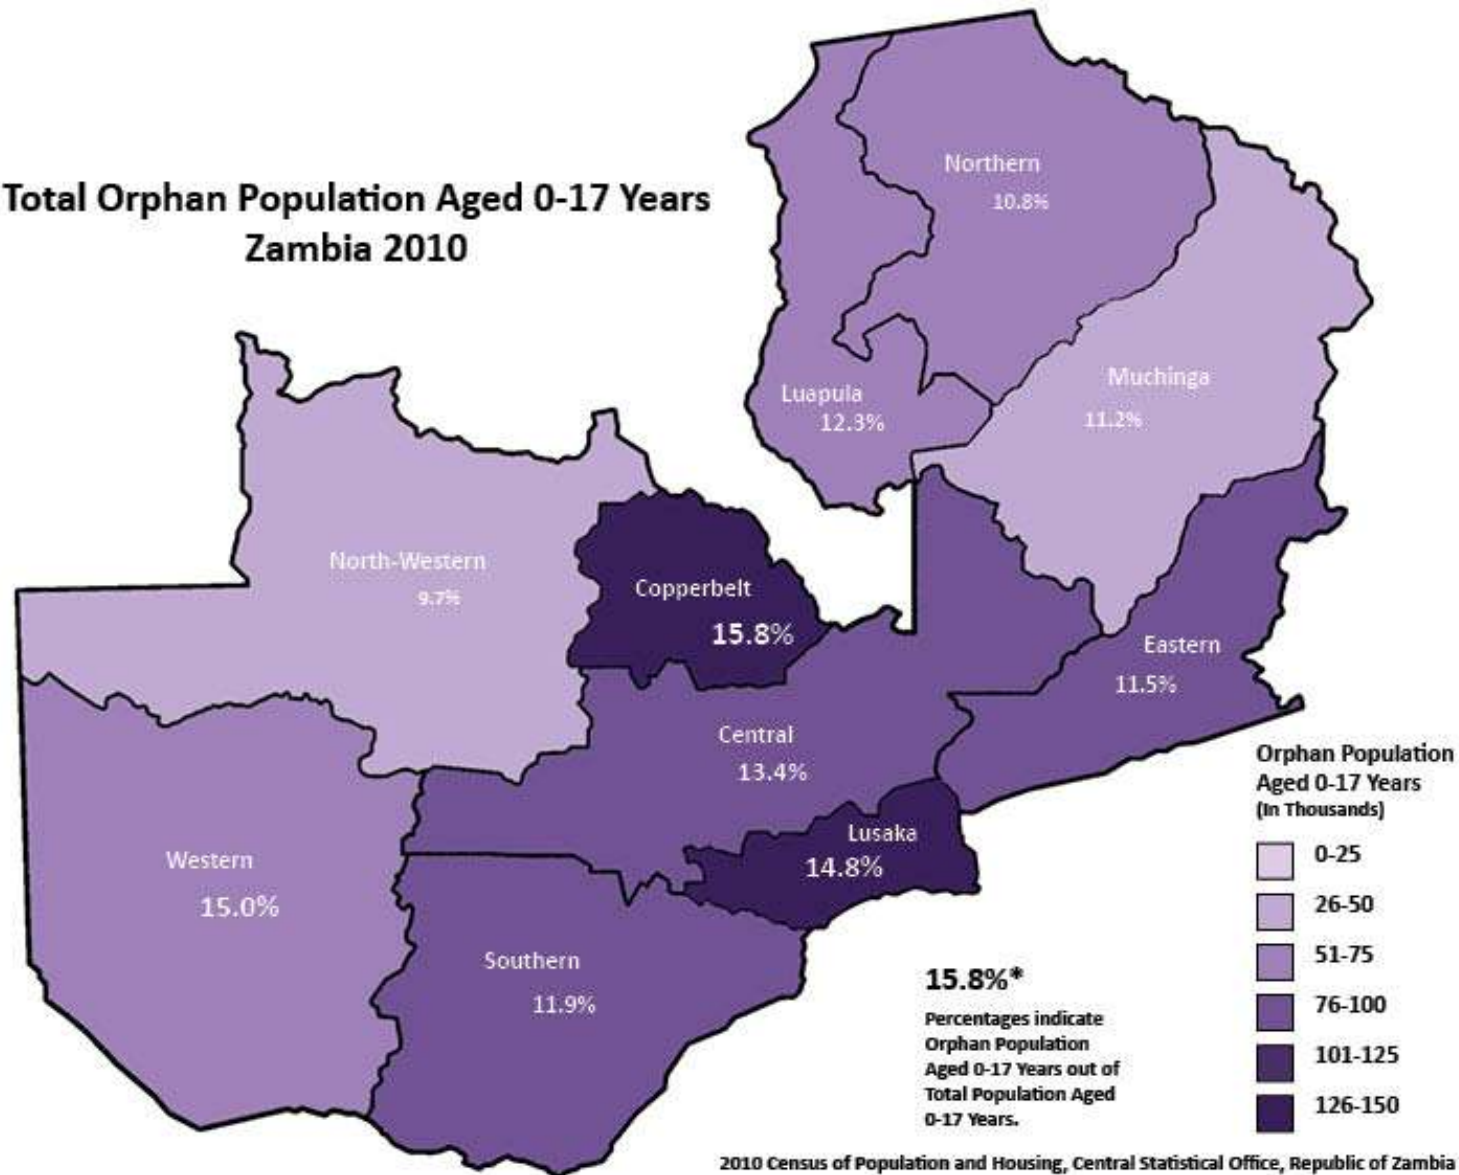 Total Orphan Population Aged 0-17 Years
Zambia 2010
Northern
10.8%
Luapula
12.3%
Muchinga
11.2%
North-Western
9.7%
Copperbelt
15.8%
Eastern
11.5%
Central
13.4%
Lusaka
14.8%
Western
15.0%
Southern
11.9%
Orphan Population
Aged 0-17 Years
(In Thousands)
0-25
26-50
51-75
76-100
101-125
126-150
15.8%*
Percentages indicate
Orphan Population
Aged 0-17 Years out of
Total Population Aged
0-17 Years.
2010 Census of Population and Housing, Central Statistical Office, Republic of Zambia